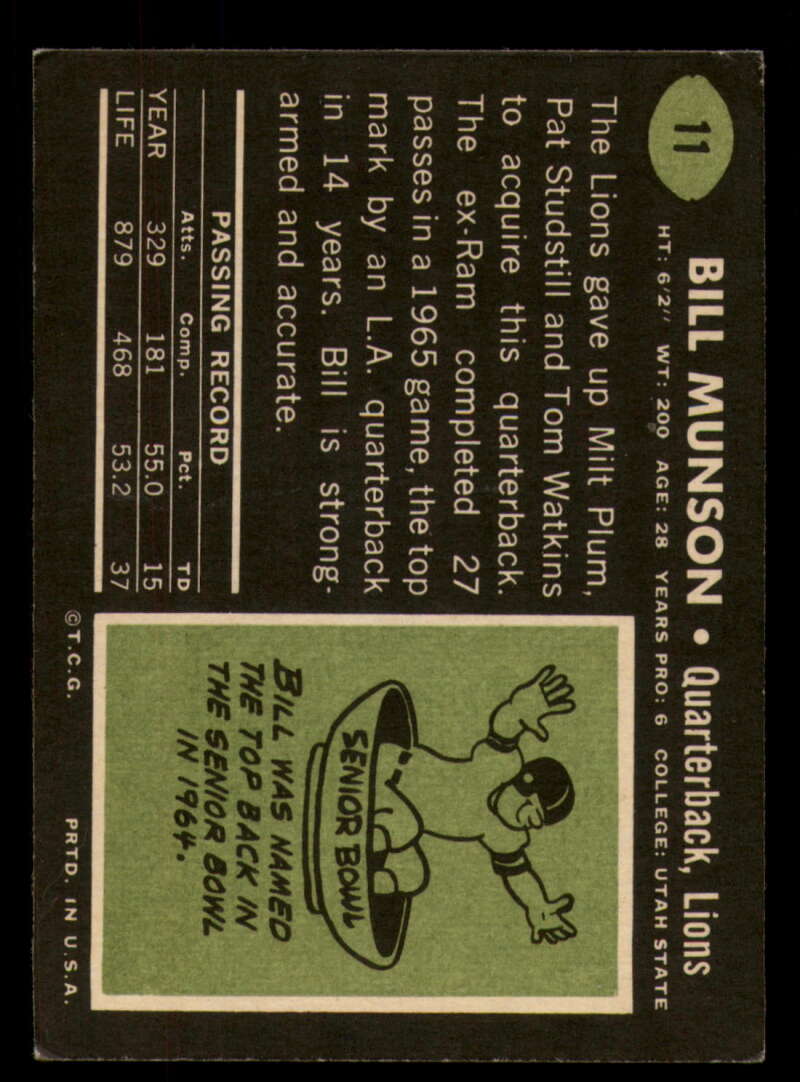 11
BILL MUNSON • Quarterback, Lions
HT: 6'2" WT: 200 AGE: 28 YEARS PRO: 6 COLLEGE: UTAH STATE
The Lions gave up Milt Plum,
Pat Studstill and Tom Watkins
to acquire this quarterback.
The ex-Ram completed 27
passes in a 1965 game, the top
mark by an L.A. quarterback
in 14 years. Bill is strong-
armed and accurate.
PASSING RECORD
Atts. Comp. Pct. TD
YEAR 329 181 55.0 15
LIFE 879 468 53.2 37
SENIOR BOWL
BILL WAS NAMED
THE TOP BACK IN
THE SENIOR BOWL
IN 1964.
©T.C.G. PRTD. IN U.S.A.